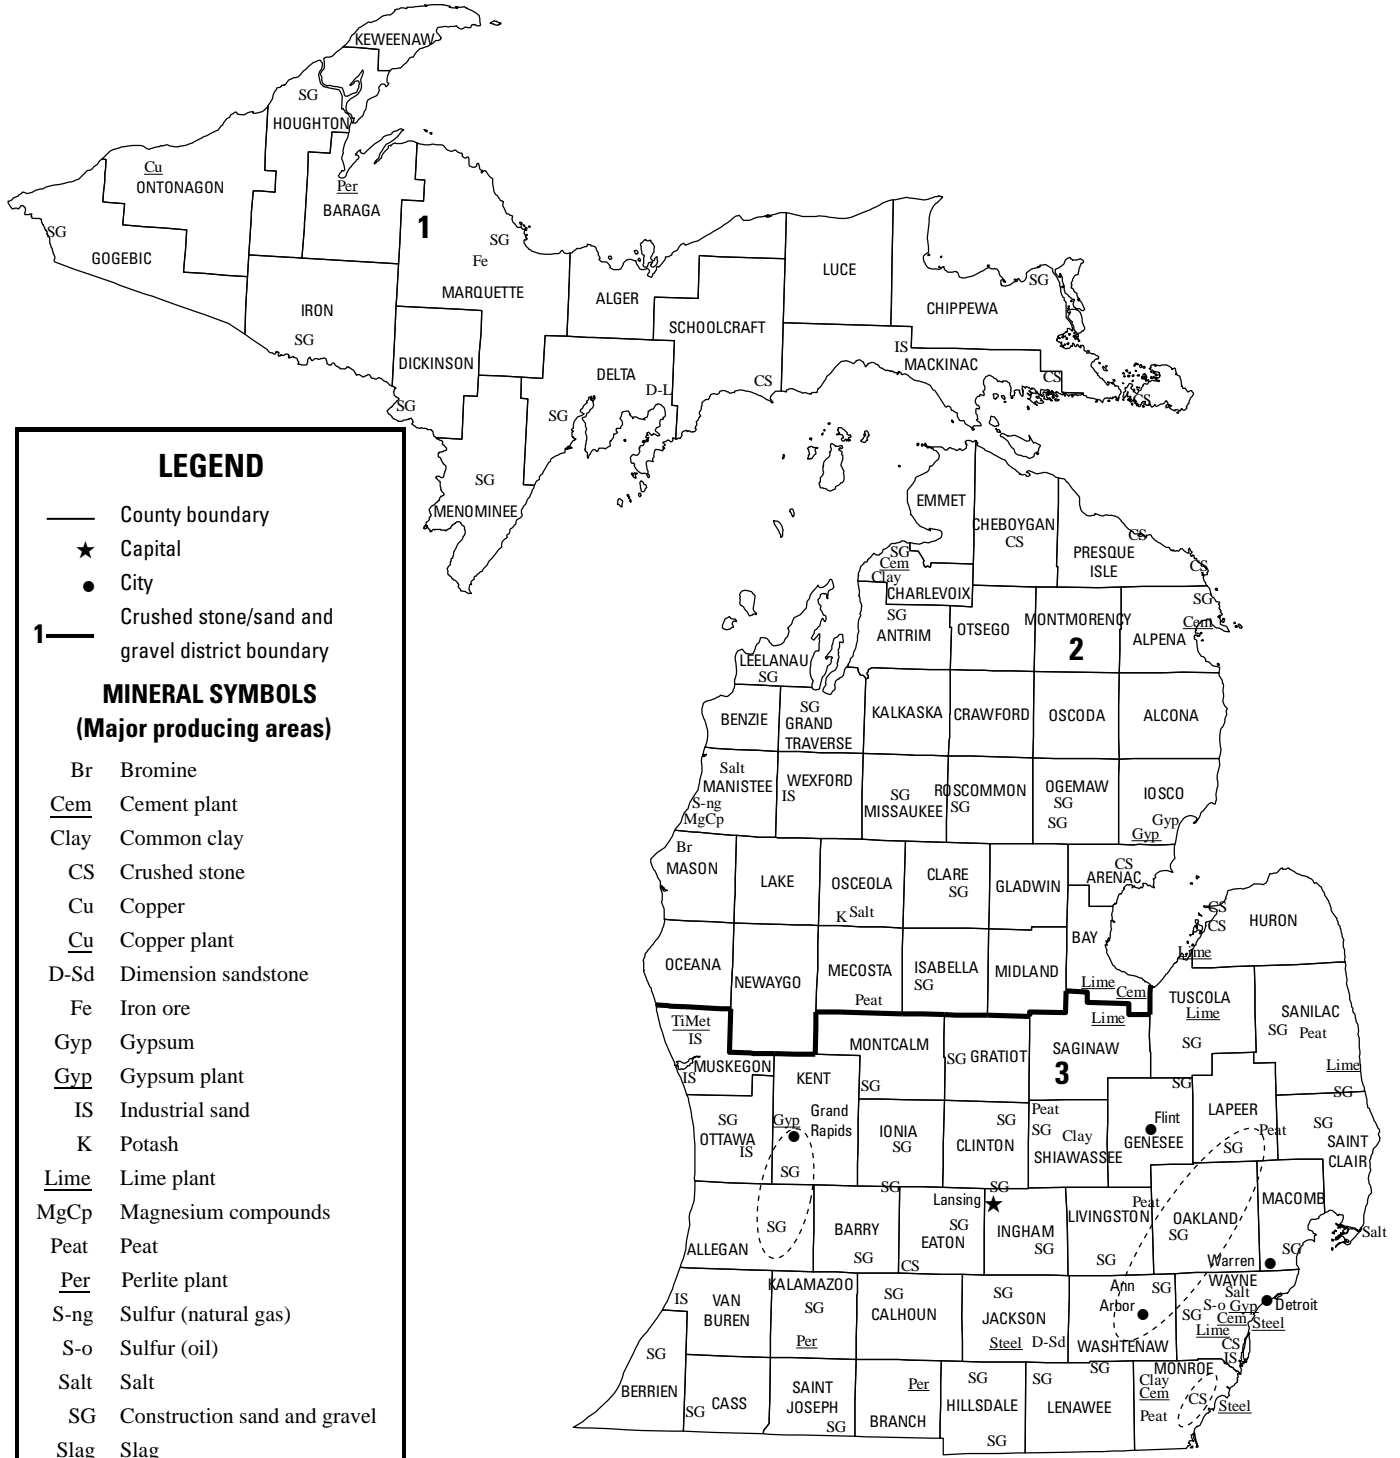 KEWEENAW
SG
HOUGHTON
Cu
ONTONAGON
Per
BARAGA
1
SG
GOGEBIC
SG
Fe
MARQUETTE
LUCE
ALGER
SG
CHIPPEWA
IRON
SG
SCHOOLCRAFT
IS
MACKINAC
DICKINSON
DELTA
D-L
CS
CS
CS
SG
SG
SG
MENOMINEE
LEGEND
County boundary
Capital
City
1
Crushed stone/sand and
gravel district boundary
MINERAL SYMBOLS
(Major producing areas)
Br Bromine
Cem Cement plant
Clay Common clay
CS Crushed stone
Cu Copper
Cu Copper plant
D-Sd Dimension sandstone
Fe Iron ore
Gyp Gypsum
Gyp Gypsum plant
IS Industrial sand
K Potash
Lime Lime plant
MgCp Magnesium compounds
Peat Peat
Per Perlite plant
S-ng Sulfur (natural gas)
S-o Sulfur (oil)
Salt Salt
SG Construction sand and gravel
Slag Slag
EMMET
CHEBOYGAN
CS
CS
PRESQUE
ISLE
CS
SG
Cem
Clay
CHARLEVOIX
SG
ANTRIM
OTSEGO
MONTMORENCY
2
SG
Cem
ALPENA
LEELANAU
SG
BENZIE
SG
GRAND
TRAVERSE
KALKASKA
CRAWFORD
OSCODA
ALCONA
Salt
MANISTEE
S-ng
MgCp
WEXFORD
IS
SG
MISSAUKEE
ROSCOMMON
SG
OGEMAW
SG
SG
IOSCO
Gyp
Gyp
Br
MASON
LAKE
OSCEOLA
K Salt
CLARE
SG
GLADWIN
CS
ARENAC
CS
CS
HURON
BAY
Lime
OCEANA
NEWAYGO
MECOSTA
Peat
ISABELLA
SG
MIDLAND
Lime
Cem
Lime
TUSCOLA
Lime
SG
SANILAC
SG Peat
Lime
SG
TiMet
IS
MUSKEGON
IS
MONTCALM
SG
SG GRATIOT
SAGINAW
3
KENT
Gyp
Grand
Rapids
SG
SG
OTTAWA
IS
IONIA
SG
SG
CLINTON
Peat
SG
Clay
SHIAWASSEE
SG
Flint
GENESEE
LAPEER
SG
Peat
SG
SAINT
CLAIR
SG
ALLEGAN
SG
BARRY
SG
Lansing
SG
SG
EATON
CS
INGHAM
SG
LIVINGSTON
Peat
SG
OAKLAND
SG
MACOMB
SG
Warren
Salt
IS
VAN
BUREN
KALAMAZOO
SG
Per
SG
CALHOUN
SG
JACKSON
Steel D-Sd
Ann
Arbor
SG
WASHTENAW
WAYNE
Salt
S-o Gyp
SG
Cem
Steel
Lime
CS
IS
Detroit
SG
BERRIEN
SG
CASS
SAINT
JOSEPH
SG
Per
BRANCH
SG
HILLSDALE
SG
SG
SG
LENAWEE
MONROE
Clay
Cem
Peat
CS
Steel